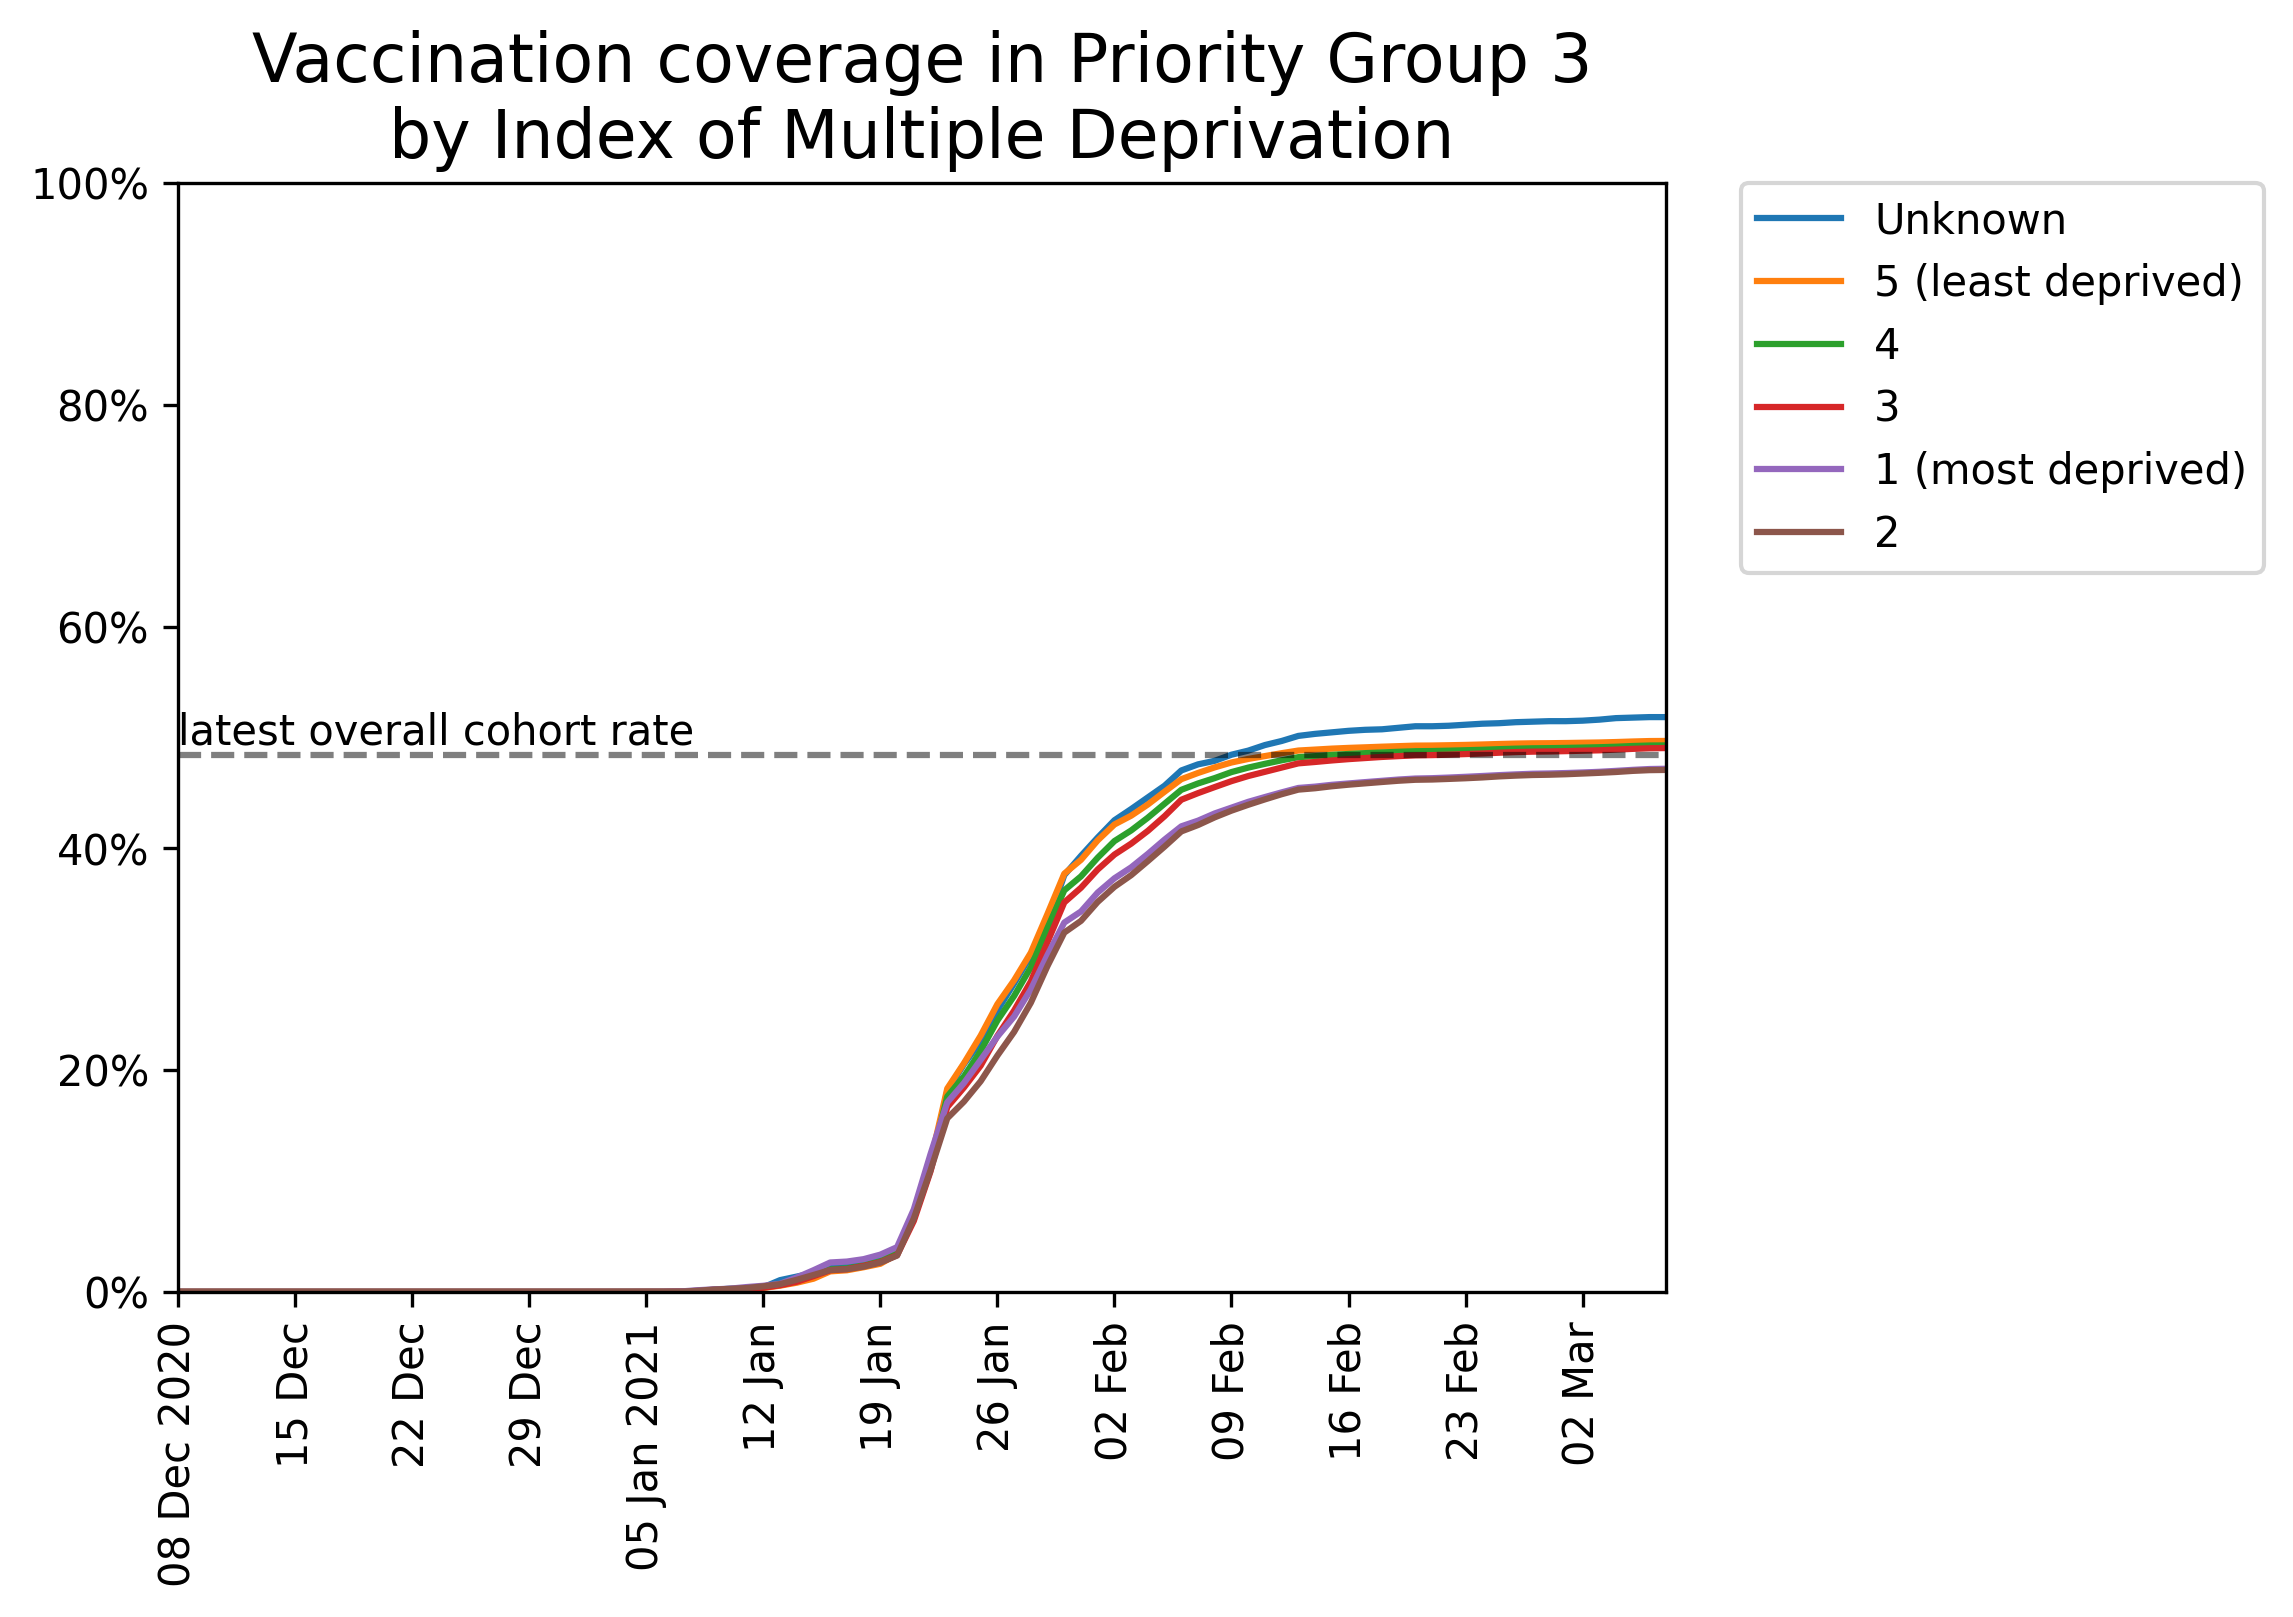 Vaccination coverage in Priority Group 3
by Index of Multiple Deprivation
100%
80%
60%
40%
20%
0%
latest overall cohort rate
Unknown
5 (least deprived)
4
3
1 (most deprived)
2
08 Dec 2020
15 Dec
22 Dec
29 Dec
05 Jan 2021
12 Jan
19 Jan
26 Jan
02 Feb
09 Feb
16 Feb
23 Feb
02 Mar